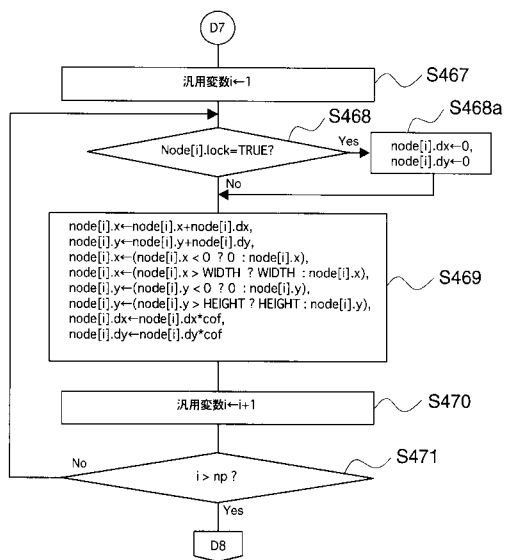 D7
汎用変数i←1
S467
S468
S468a
Node[i].lock=TRUE?
Yes
node[i].dx←0,
node[i].dy←0
No
node[i].x←node[i].x+node[i].dx,
node[i].y←node[i].y+node[i].dy,
node[i].x←(node[i].x < 0 ? 0 : node[i].x),
node[i].x←(node[i].x > WIDTH ? WIDTH : node[i].x),
node[i].y←(node[i].y < 0 ? 0 : node[i].y),
node[i].y←(node[i].y > HEIGHT ? HEIGHT : node[i].y),
node[i].dx←node[i].dx*cof,
node[i].dy←node[i].dy*cof
S469
汎用変数i←i+1
S470
No
i > np ?
S471
Yes
D8